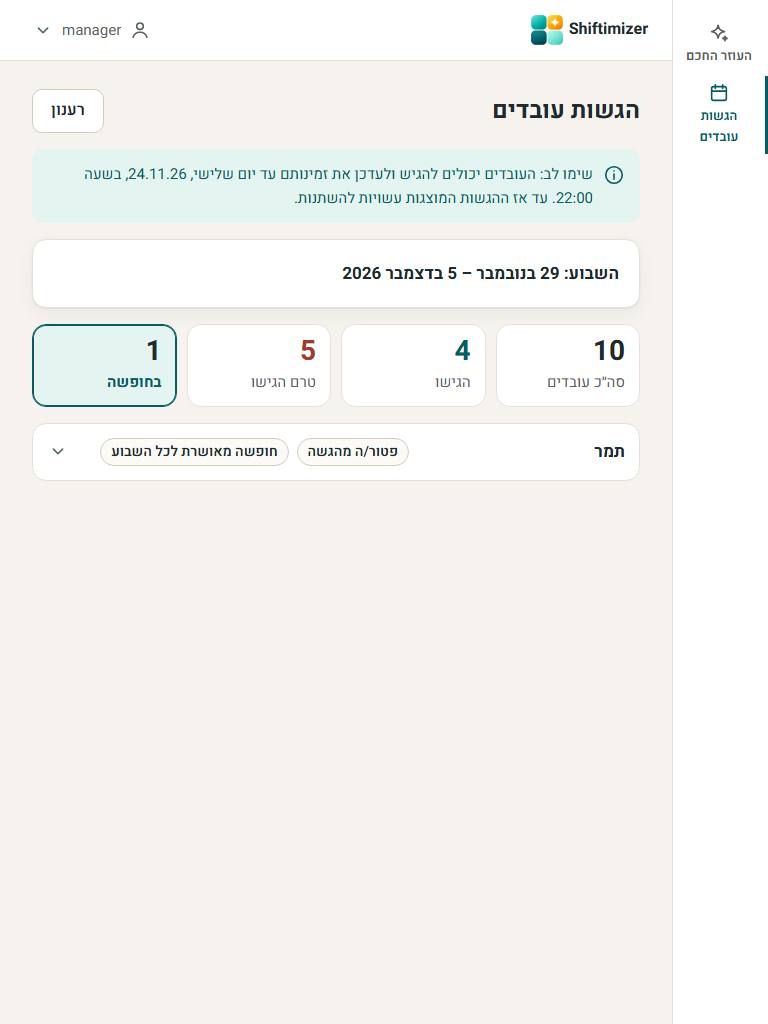 Shiftimizer
manager
העוזר החכם
הגשות
עובדים
הגשות עובדים
רענון
שימו לב: העובדים יכולים להגיש ולעדכן את זמינותם עד יום שלישי, 24.11.26, בשעה
22:00. עד אז ההגשות המוצגות עשויות להשתנות.
השבוע: 29 בנובמבר – 5 בדצמבר 2026
10
סה"כ עובדים
4
הגישו
5
טרם הגישו
1
בחופשה
תמר
פטור/ה מהגשה
חופשה מאושרת לכל השבוע